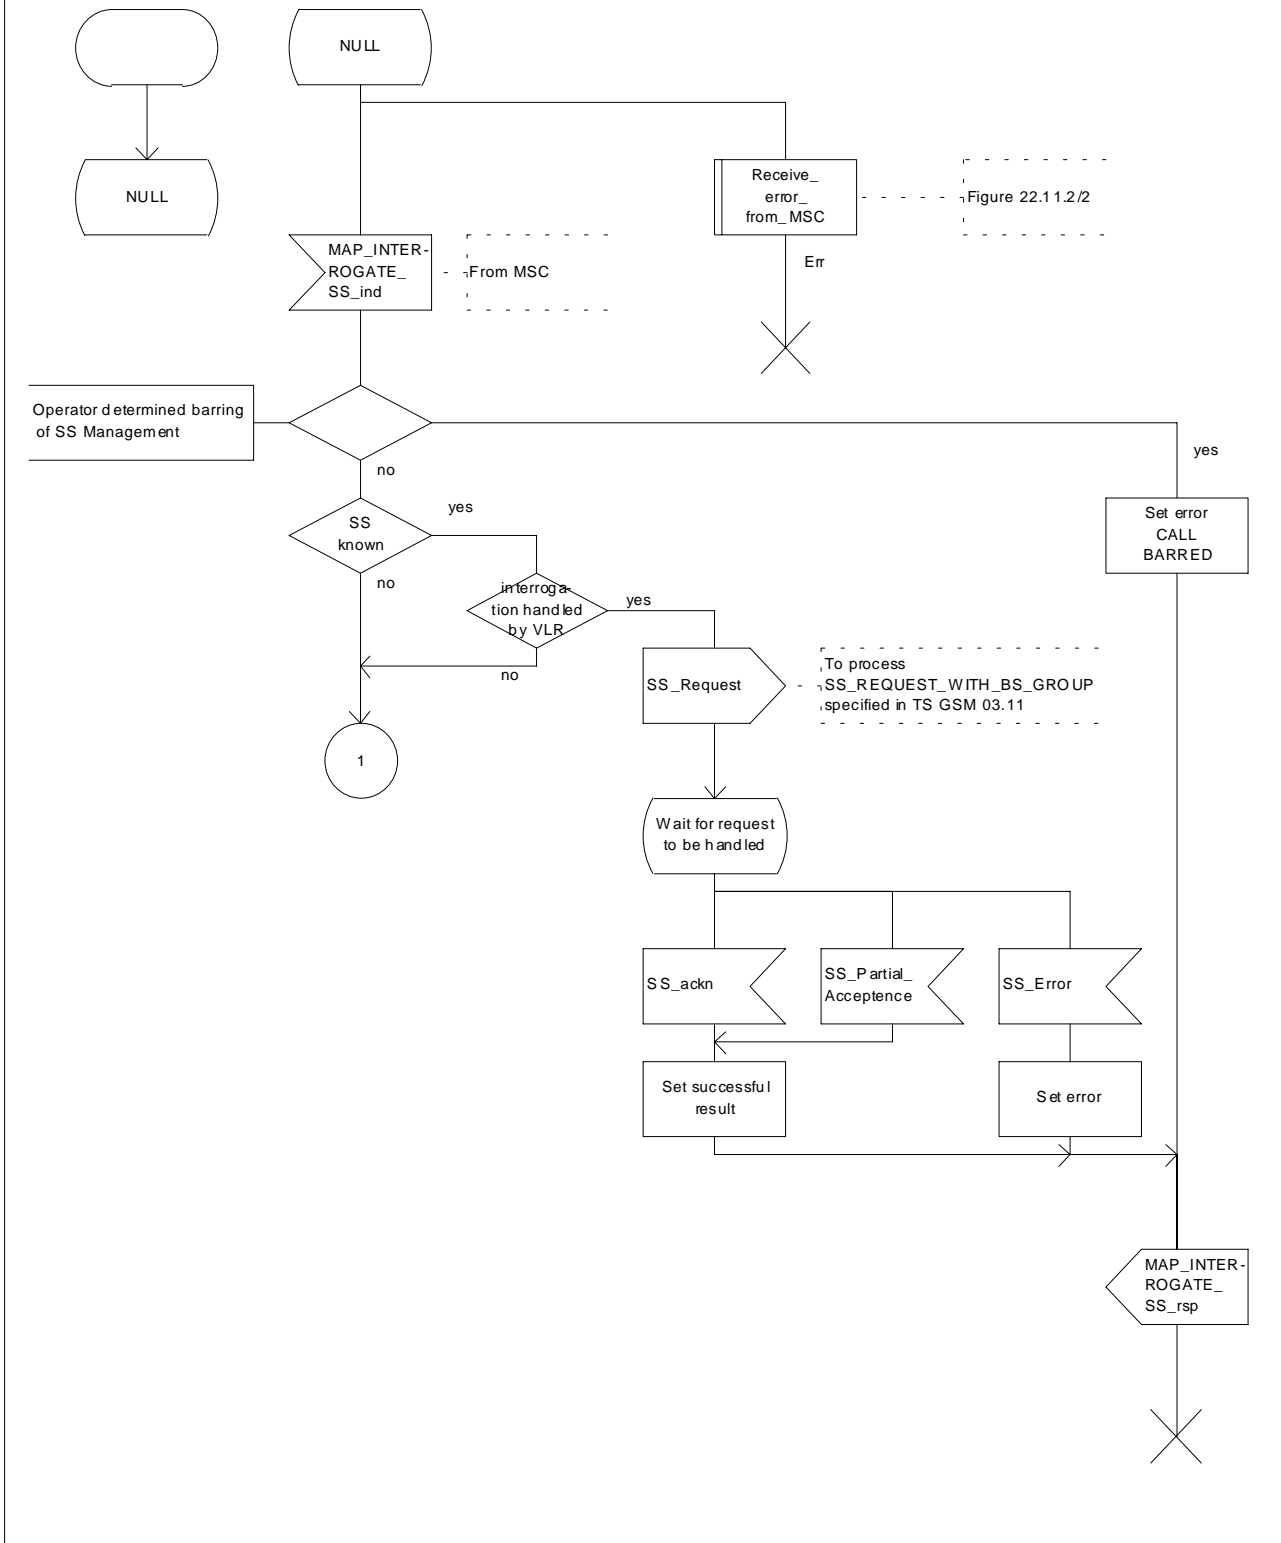 NULL
NULL
Receive_
error_
from_MSC
Figure 22.11.2/2
MAP_INTER-
ROGATE_
SS_ind
From MSC
Err
Operator determined barring
of SS Management
no
yes
SS
known
yes
Set error
CALL
BARRED
no
interroga-
tion handled
by VLR
yes
no
SS_Request
To process
SS_REQUEST_WITH_BS_GROUP
specified in TS GSM 03.11
1
Wait for request
to be handled
SS_ackn
SS_Partial_
Acceptence
SS_Error
Set successful
result
Set error
MAP_INTER-
ROGATE_
SS_rsp